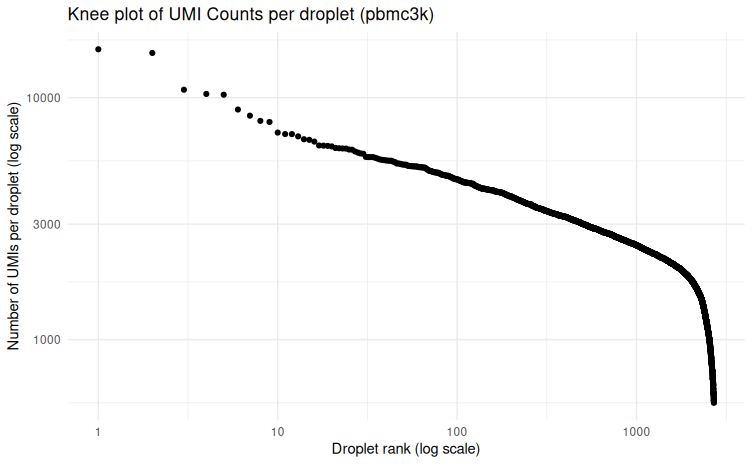 Knee plot of UMI Counts per droplet (pbmc3k)
Number of UMIs per droplet (log scale)
10000
3000
1000
1
10
100
1000
Droplet rank (log scale)